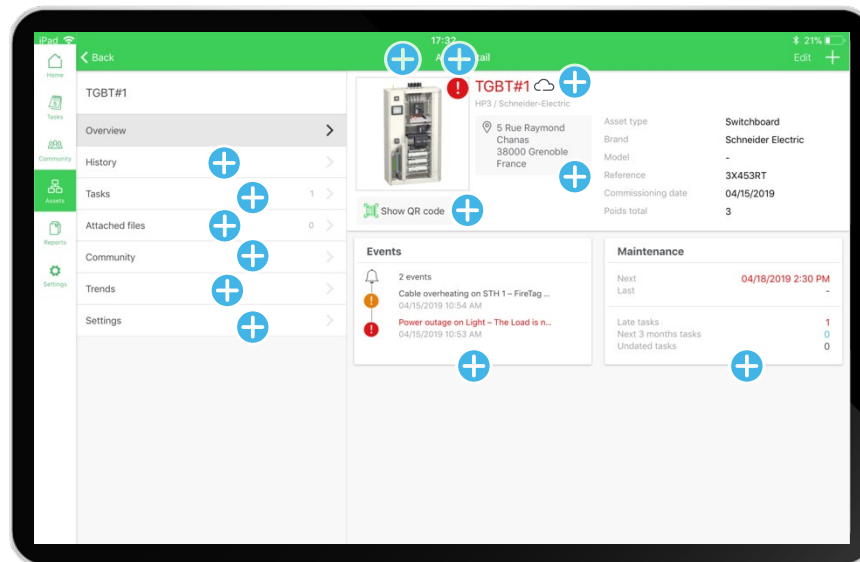 iPad
17:32
21%
Back
Edit
Home
Tasks
Community
Assets
Reports
Settings
TGBT#1
Overview
History
Tasks 1
Attached files 0
Community
Trends
Settings
TGBT#1
HP3 / Schneider-Electric
5 Rue Raymond
Chanas
38000 Grenoble
France
Show QR code
Asset type Switchboard
Brand Schneider Electric
Model -
Reference 3X453RT
Commissioning date 04/15/2019
Poids total 3
Events
2 events
Cable overheating on STH 1 – FireTag ...
04/15/2019 10:54 AM
Power outage on Light – The Load is n...
04/15/2019 10:53 AM
Maintenance
Next 04/18/2019 2:30 PM
Last -
Late tasks 1
Next 3 months tasks 0
Undated tasks 0